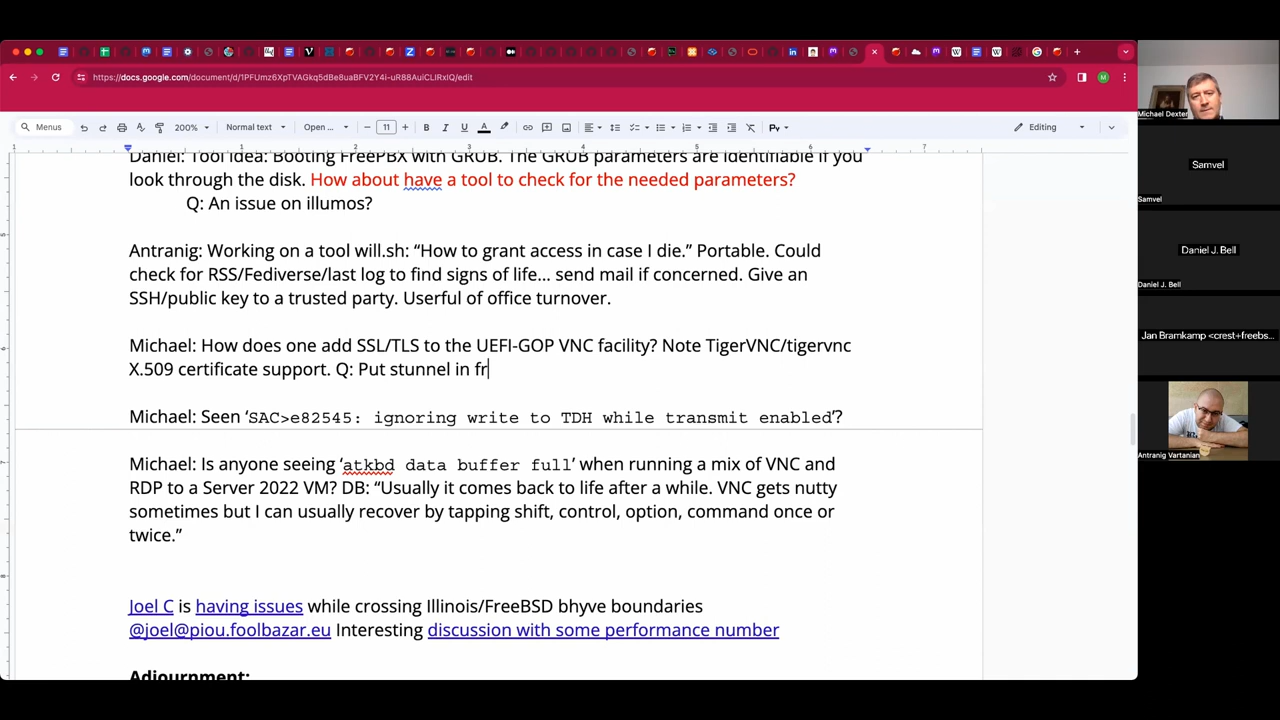 https://docs.google.com/document/d/1PFUmz6XpTVAGkq5dBe8uaBFV2Y4i-uR88AuiCLIRxIQ/edit
Menus
200%
Normal text
Open ...
11
Editing
1
1
2
3
4
5
6
7
Daniel: Tool idea: Booting FreePBX with GRUB. The GRUB parameters are identifiable if you
look through the disk. How about have a tool to check for the needed parameters?
Q: An issue on illumos?
Antranig: Working on a tool will.sh: “How to grant access in case I die.” Portable. Could
check for RSS/Fediverse/last log to find signs of life... send mail if concerned. Give an
SSH/public key to a trusted party. Userful of office turnover.
Michael: How does one add SSL/TLS to the UEFI-GOP VNC facility? Note TigerVNC/tigervnc
X.509 certificate support. Q: Put stunnel in fr
Michael: Seen ‘SAC>e82545: ignoring write to TDH while transmit enabled’?
Michael: Is anyone seeing ‘atkbd data buffer full’ when running a mix of VNC and
RDP to a Server 2022 VM? DB: “Usually it comes back to life after a while. VNC gets nutty
sometimes but I can usually recover by tapping shift, control, option, command once or
twice.”
Joel C is having issues while crossing Illinois/FreeBSD bhyve boundaries
@joel@piou.foolbazar.eu Interesting discussion with some performance number
Adjournment:
Michael Dexter
Samvel
Samvel
Daniel J. Bell
Daniel J. Bell
Jan Bramkamp <crest+freebs...
Antranig Vartanian